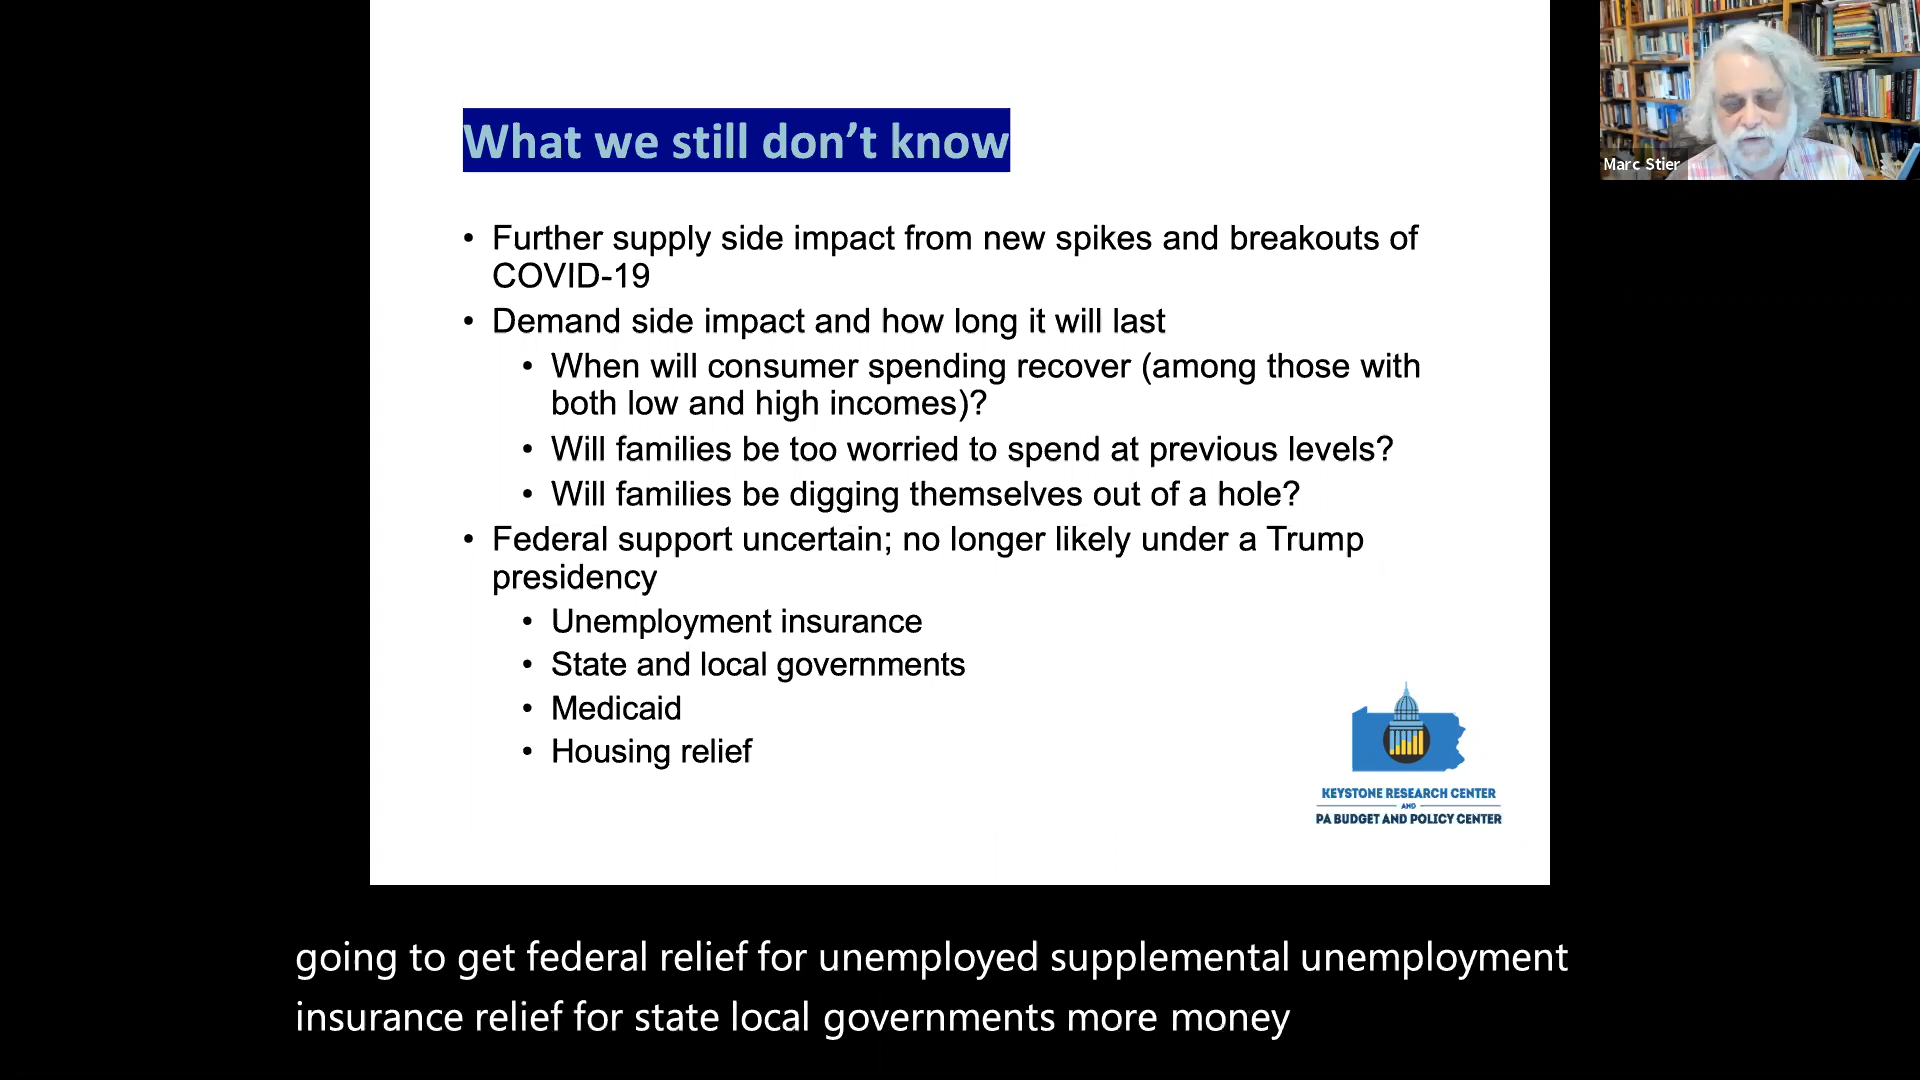 What we still don’t know
• Further supply side impact from new spikes and breakouts of
COVID-19
• Demand side impact and how long it will last
• When will consumer spending recover (among those with
both low and high incomes)?
• Will families be too worried to spend at previous levels?
• Will families be digging themselves out of a hole?
• Federal support uncertain; no longer likely under a Trump
presidency
• Unemployment insurance
• State and local governments
• Medicaid
• Housing relief
KEYSTONE RESEARCH CENTER
AND
PA BUDGET AND POLICY CENTER
Marc Stier
going to get federal relief for unemployed supplemental unemployment
insurance relief for state local governments more money